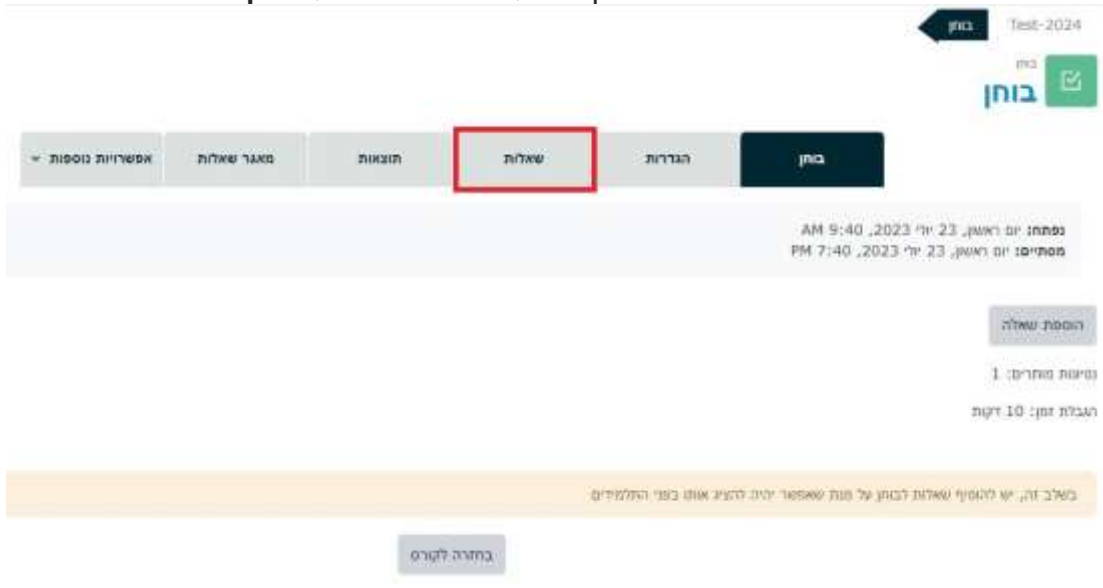 Test-2024 בוחן
בוחן
בוחן
בוחן הגדרות שאלות תוצאות מאגר שאלות אפשרויות נוספות
נפתח: יום ראשון, 23 יולי 2023, 9:40 AM
מסתיים: יום ראשון, 23 יולי 2023, 7:40 PM
הוספת שאלה
נסיונות מותרים: 1
הגבלת זמן: 10 דקות
בשלב זה, יש להוסיף שאלות לבוחן על מנת שאפשר יהיה להציג אותו בפני התלמידים
בחזרה לקורס